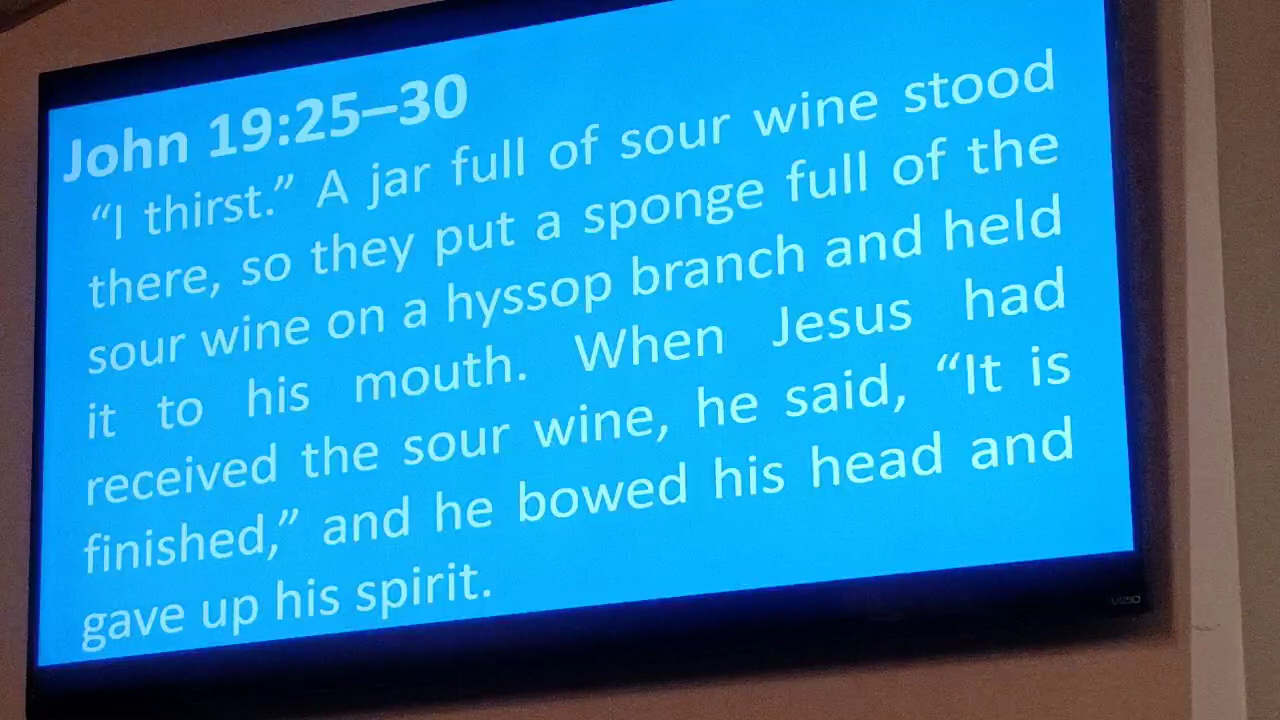 John 19:25–30
“I thirst.” A jar full of sour wine stood
there, so they put a sponge full of the
sour wine on a hyssop branch and held
it to his mouth. When Jesus had
received the sour wine, he said, “It is
finished,” and he bowed his head and
gave up his spirit.
VIZIO